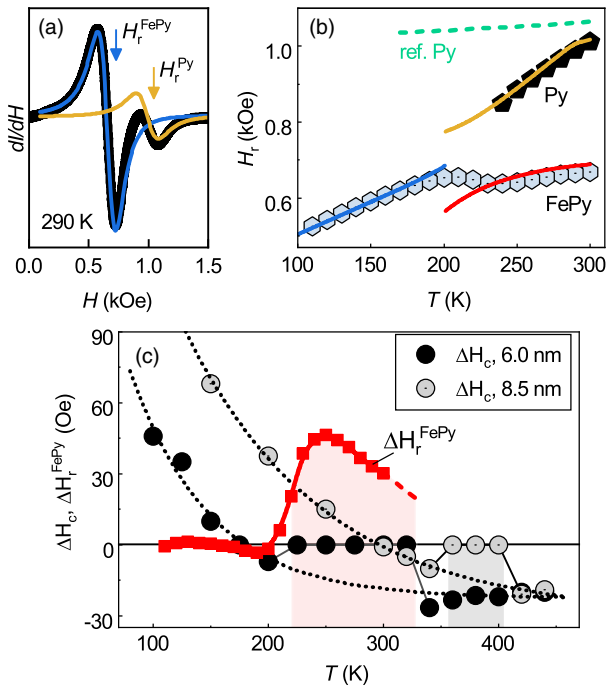 (a)
H_r^FePy
H_r^Py
290 K
dI/dH
0.0 0.5 1.0 1.5
H (kOe)
(b)
ref. Py
Py
FePy
1.0
0.8
0.6
H_r (kOe)
100 150 200 250 300
T (K)
(c)
ΔH_c, 6.0 nm
ΔH_c, 8.5 nm
ΔH_r^FePy
90
60
30
0
-30
ΔH_c, ΔH_r^FePy (Oe)
100 200 300 400
T (K)